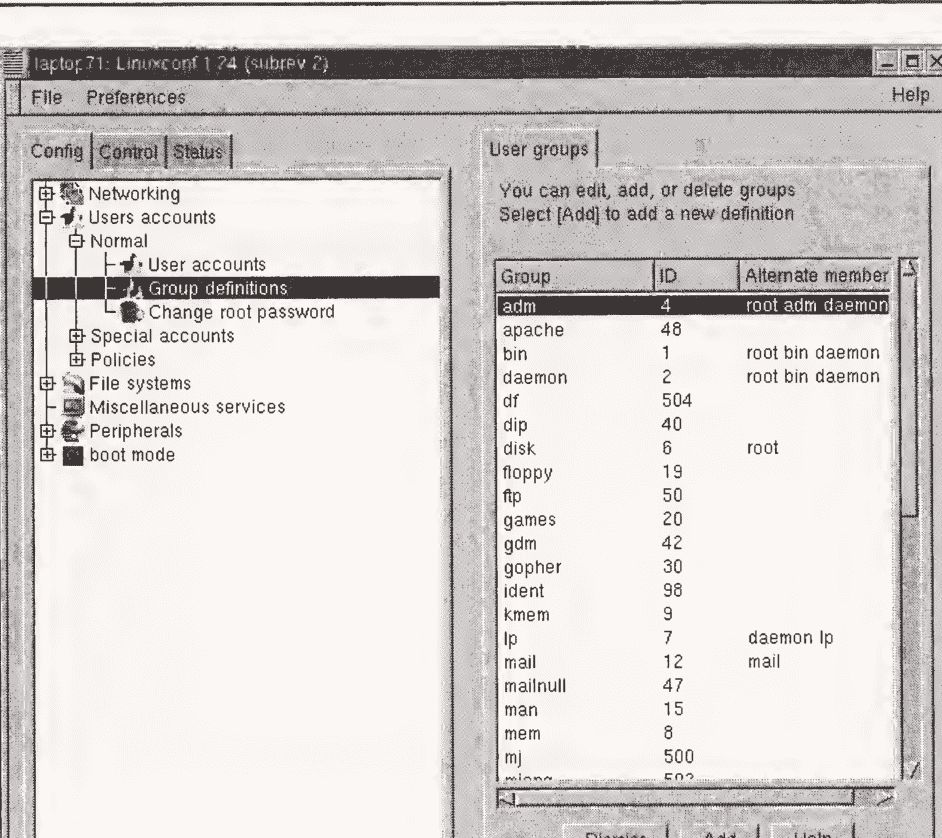 laptop71: Linuxconf 1.24 (subrev 2)
File Preferences Help
Config Control Status
Networking
Users accounts
Normal
User accounts
Group definitions
Change root password
Special accounts
Policies
File systems
Miscellaneous services
Peripherals
boot mode
User groups
You can edit, add, or delete groups
Select [Add] to add a new definition
Group ID Alternate member
adm 4 root adm daemon
apache 48
bin 1 root bin daemon
daemon 2 root bin daemon
df 504
dip 40
disk 6 root
floppy 19
ftp 50
games 20
gdm 42
gopher 30
ident 98
kmem 9
lp 7 daemon lp
mail 12 mail
mailnull 47
man 15
mem 8
mj 500
Dismiss Add Help